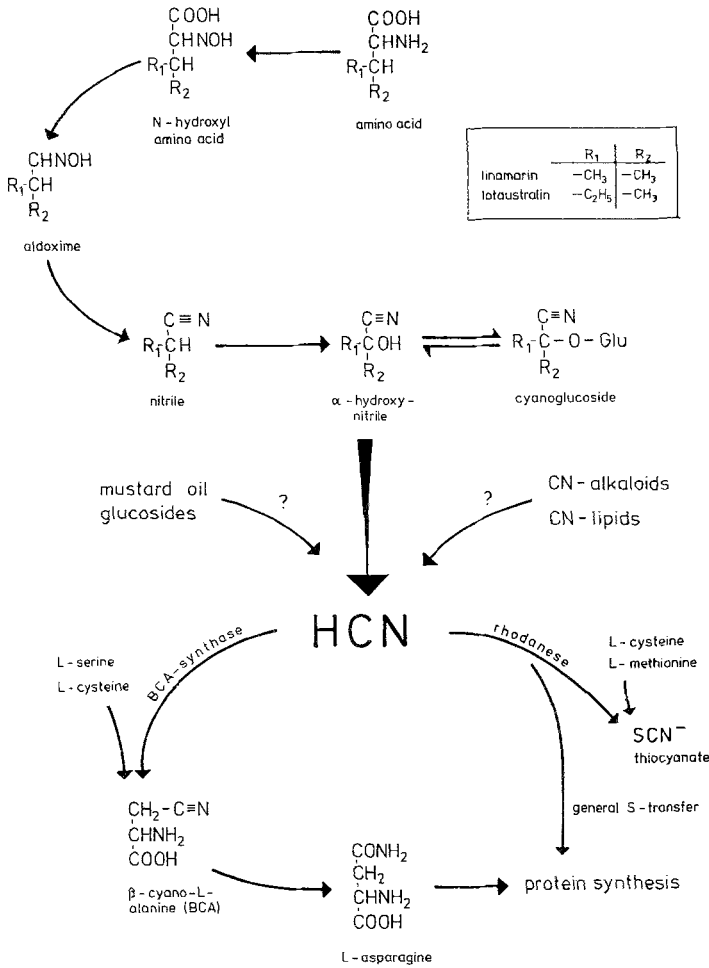 COOH
CHNOH
R₁-CH
R₂
N-hydroxyl
amino acid
COOH
CHNH₂
R₁-CH
R₂
amino acid
R₁ R₂
linamarin -CH₃ -CH₃
lotaustralin -C₂H₅ -CH₃
CHNOH
R₁-CH
R₂
aldoxime
C≡N
R₁-CH
R₂
nitrile
C≡N
R₁-COH
R₂
α-hydroxy-
nitrile
C≡N
R₁-C-O-Glu
R₂
cyanoglucoside
mustard oil
glucosides
?
?
CN-alkaloids
CN-lipids
HCN
BCA-synthase
rhodanese
L-serine
L-cysteine
L-cysteine
L-methionine
SCN⁻
thiocyanate
general S-transfer
CH₂-C≡N
CHNH₂
COOH
β-cyano-L-
alanine (BCA)
CONH₂
CH₂
CHNH₂
COOH
L-asparagine
protein synthesis